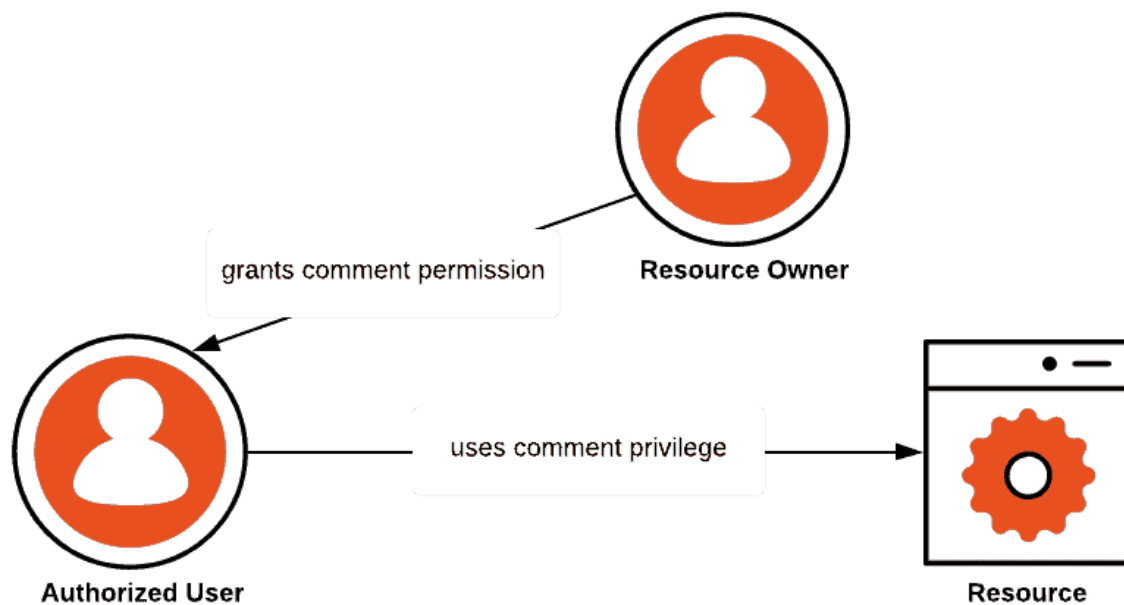 grants comment permission
Resource Owner
uses comment privilege
Authorized User
Resource